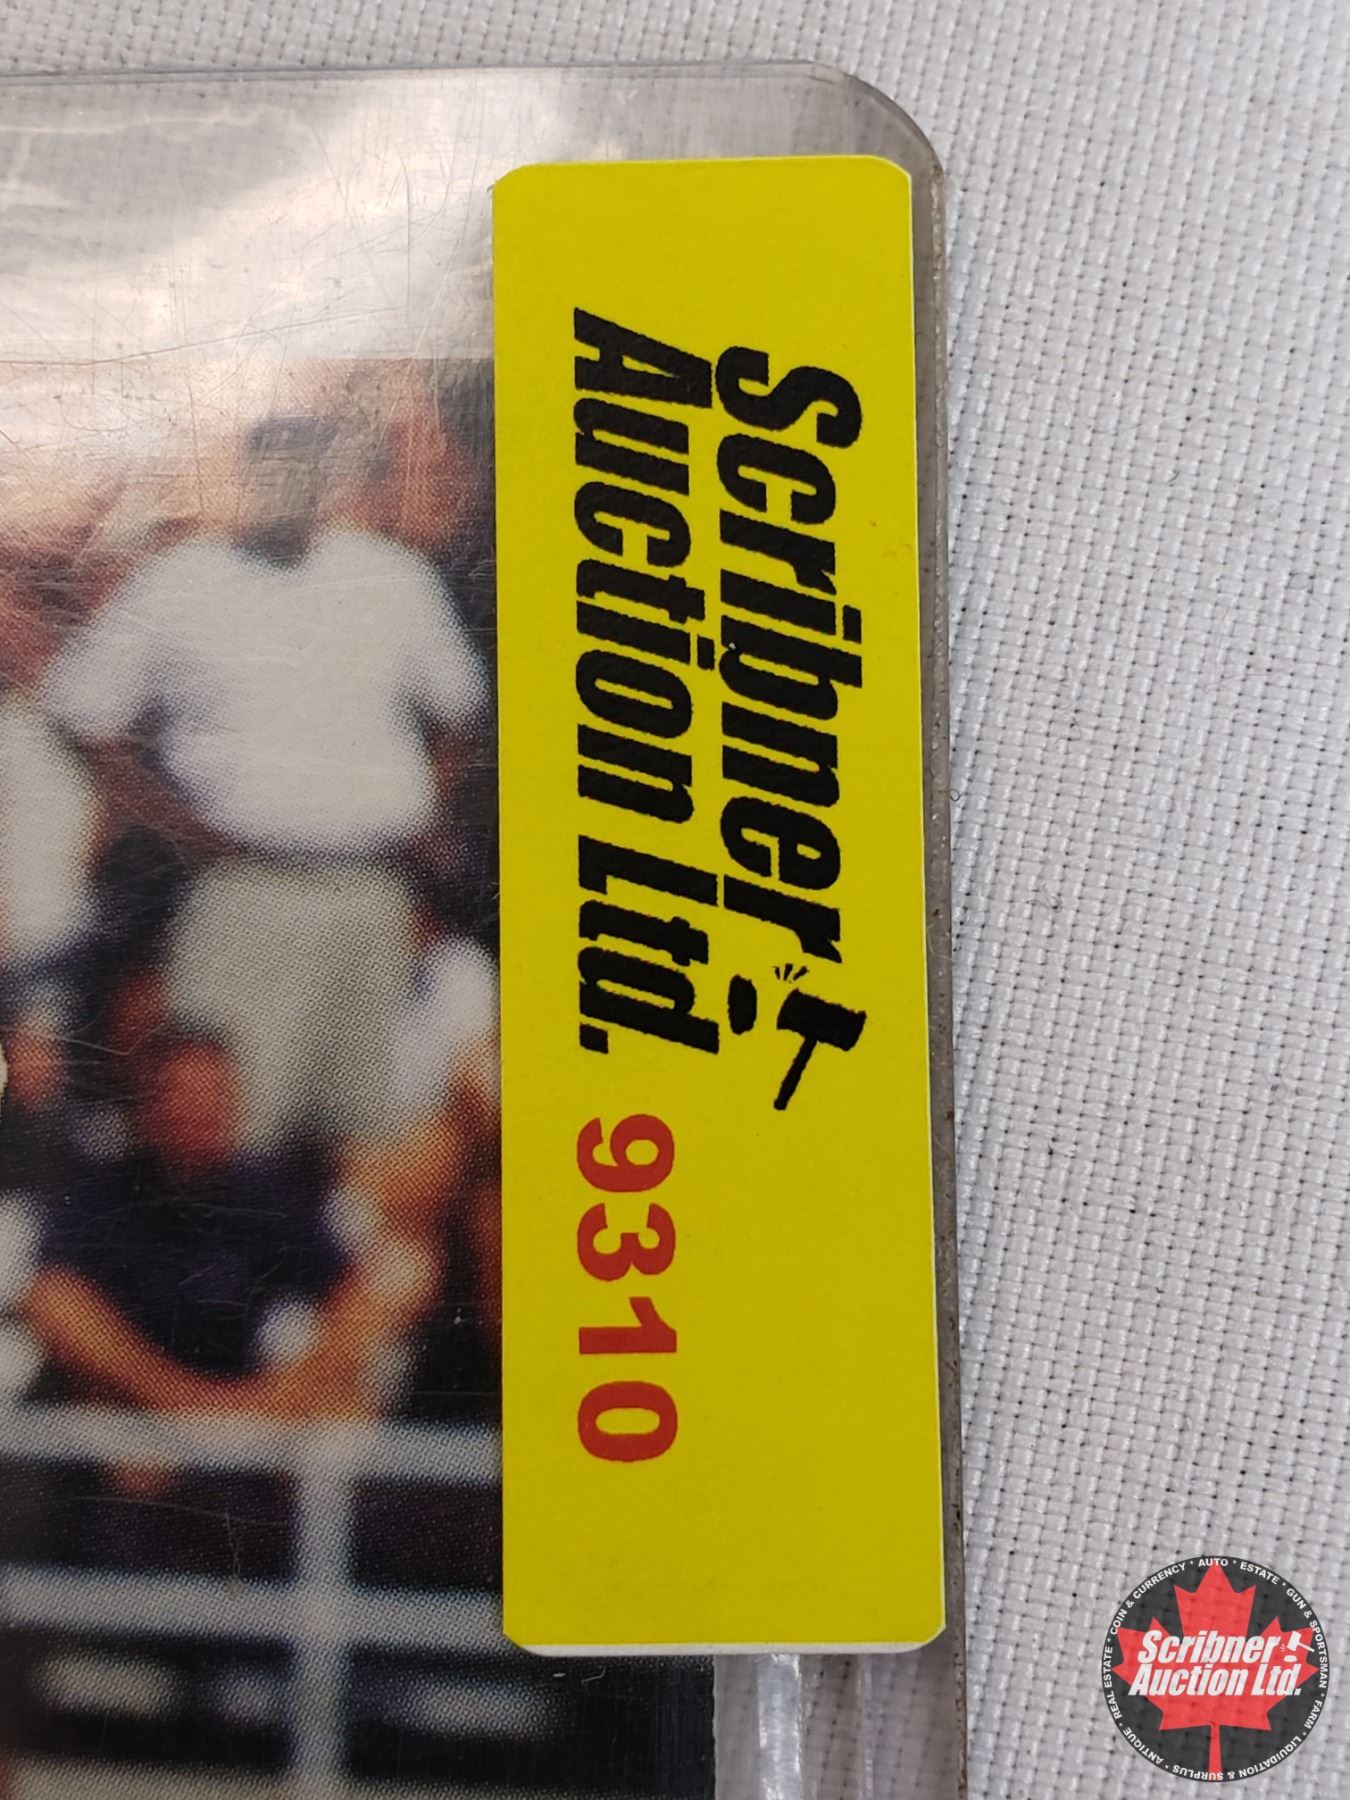 Scribner
Auction Ltd. 9310
COIN & CURRENCY * AUTO * ESTATE * GUN & SPORTSMAN * FARM * LIQUIDATION & SURPLUS * ANTIQUE * REAL ESTATE *
Scribner
Auction Ltd.